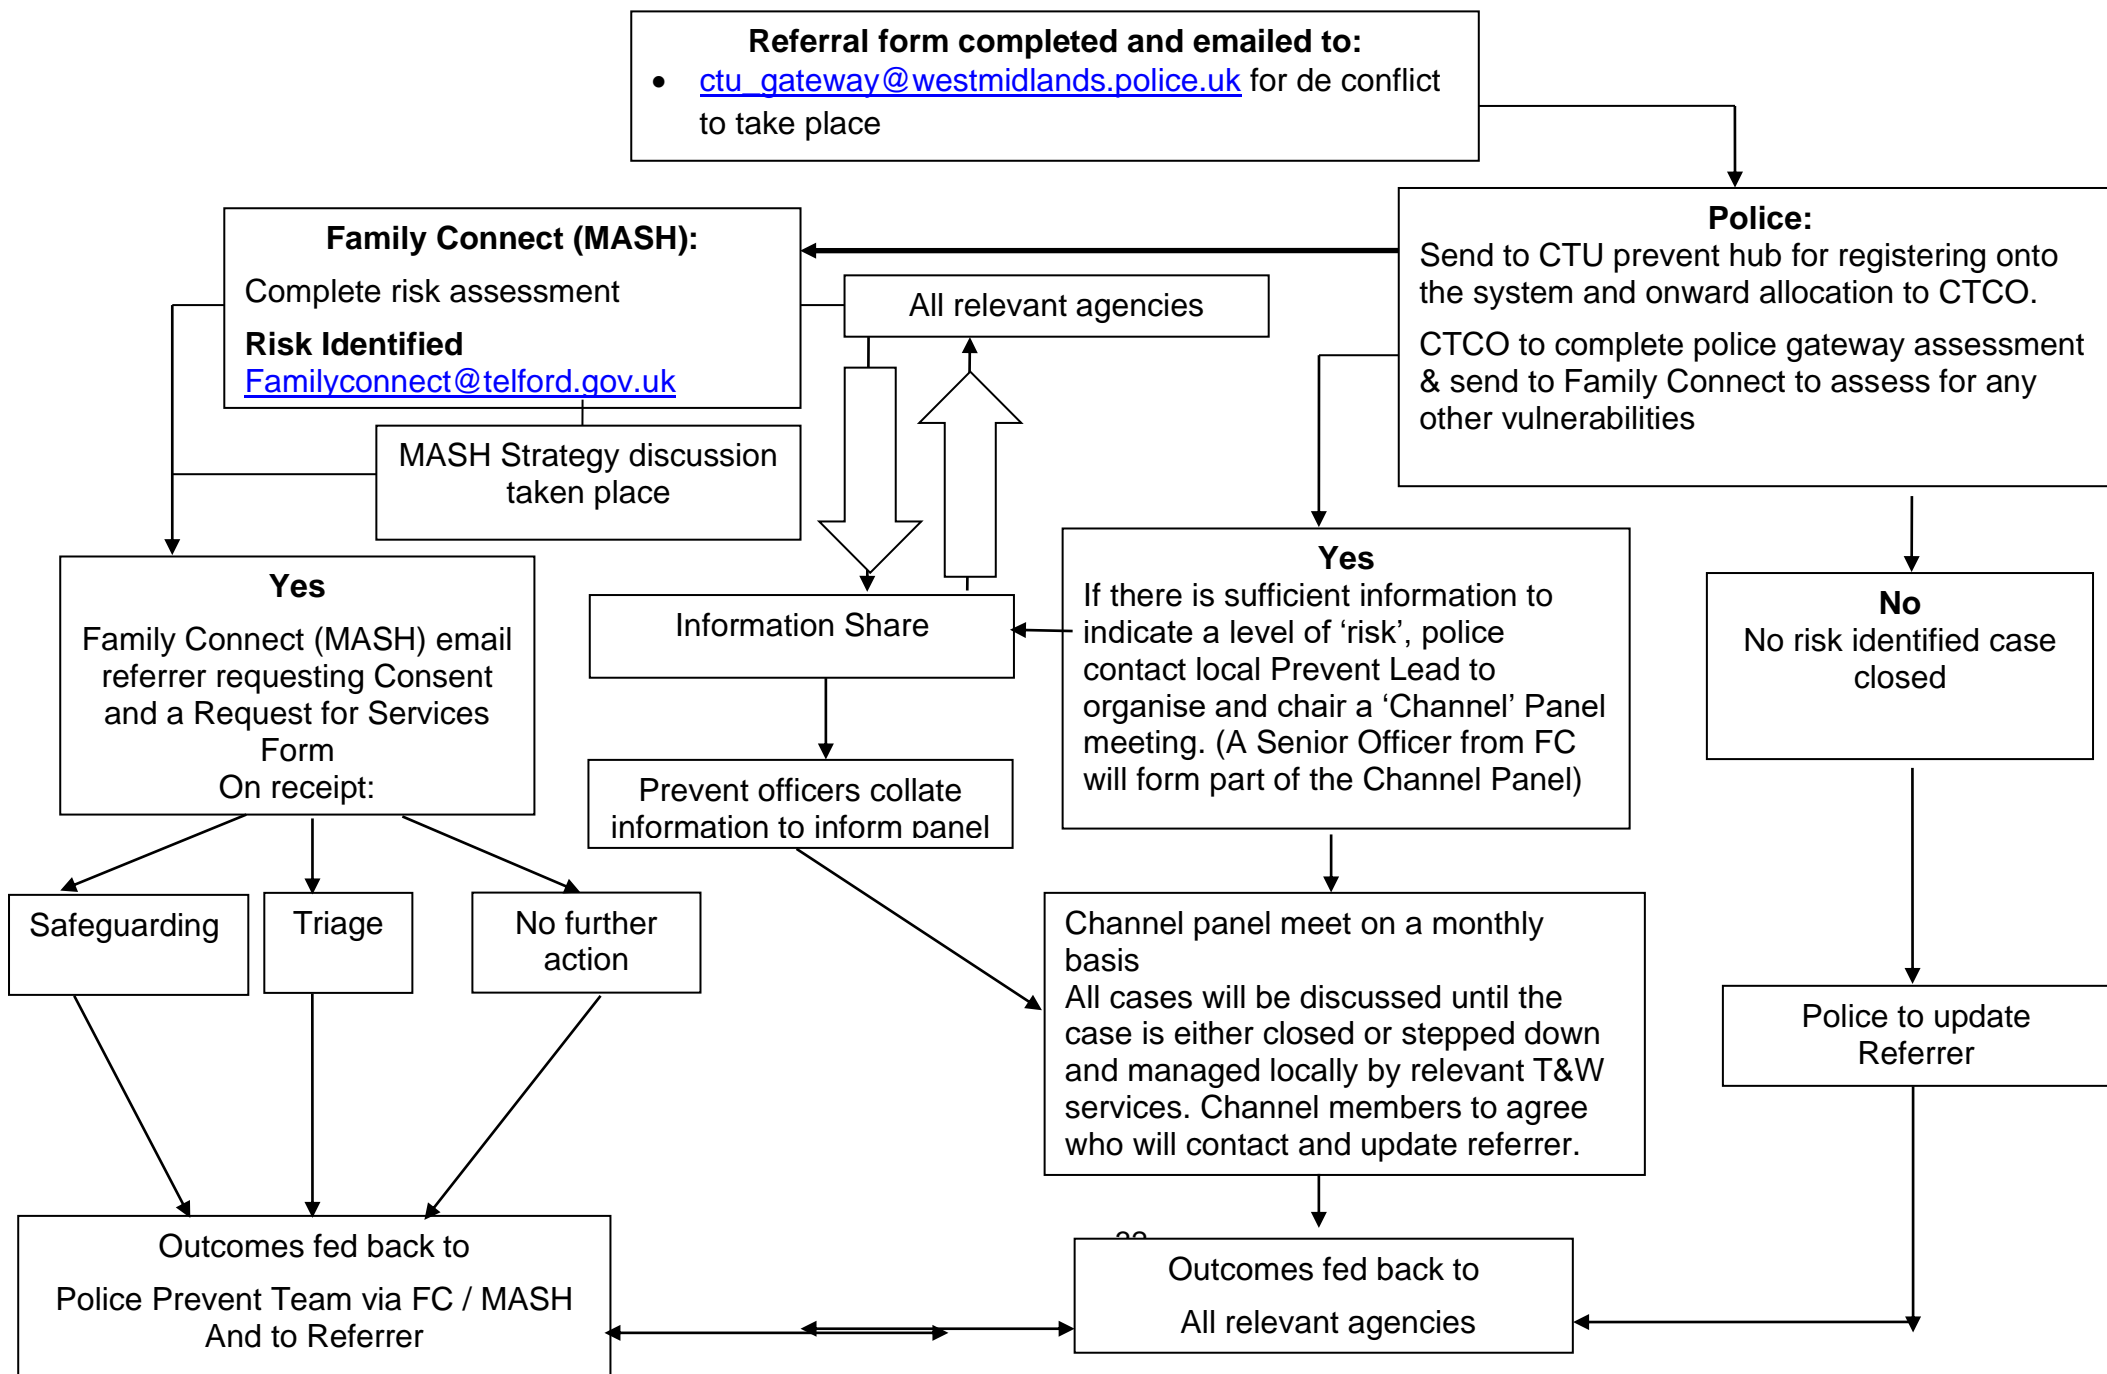 Referral form completed and emailed to:
• ctu_gateway@westmidlands.police.uk for de conflict
to take place
Police:
Send to CTU prevent hub for registering onto
the system and onward allocation to CTCO.
CTCO to complete police gateway assessment
& send to Family Connect to assess for any
other vulnerabilities
Family Connect (MASH):
Complete risk assessment
Risk Identified
Familyconnect@telford.gov.uk
All relevant agencies
MASH Strategy discussion
taken place
Yes
Family Connect (MASH) email
referrer requesting Consent
and a Request for Services
Form
On receipt:
Information Share
Yes
If there is sufficient information to
indicate a level of ‘risk’, police
contact local Prevent Lead to
organise and chair a ‘Channel’ Panel
meeting. (A Senior Officer from FC
will form part of the Channel Panel)
No
No risk identified case
closed
Prevent officers collate
information to inform panel
Safeguarding
Triage
No further
action
Channel panel meet on a monthly
basis
All cases will be discussed until the
case is either closed or stepped down
and managed locally by relevant T&W
services. Channel members to agree
who will contact and update referrer.
Police to update
Referrer
Outcomes fed back to
Police Prevent Team via FC / MASH
And to Referrer
Outcomes fed back to
All relevant agencies